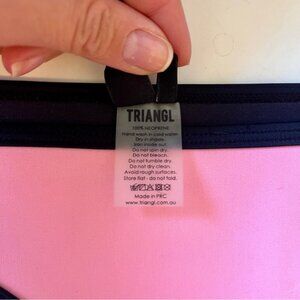 TRIANGL
100% NEOPRENE
Hand wash in cold water.
Dry in shade.
Iron inside out.
Do not spin dry.
Do not bleach.
Do not tumble dry.
Do not dry clean.
Avoid rough surfaces.
Store flat - do not fold.
Made in PRC
www.triangl.com.au